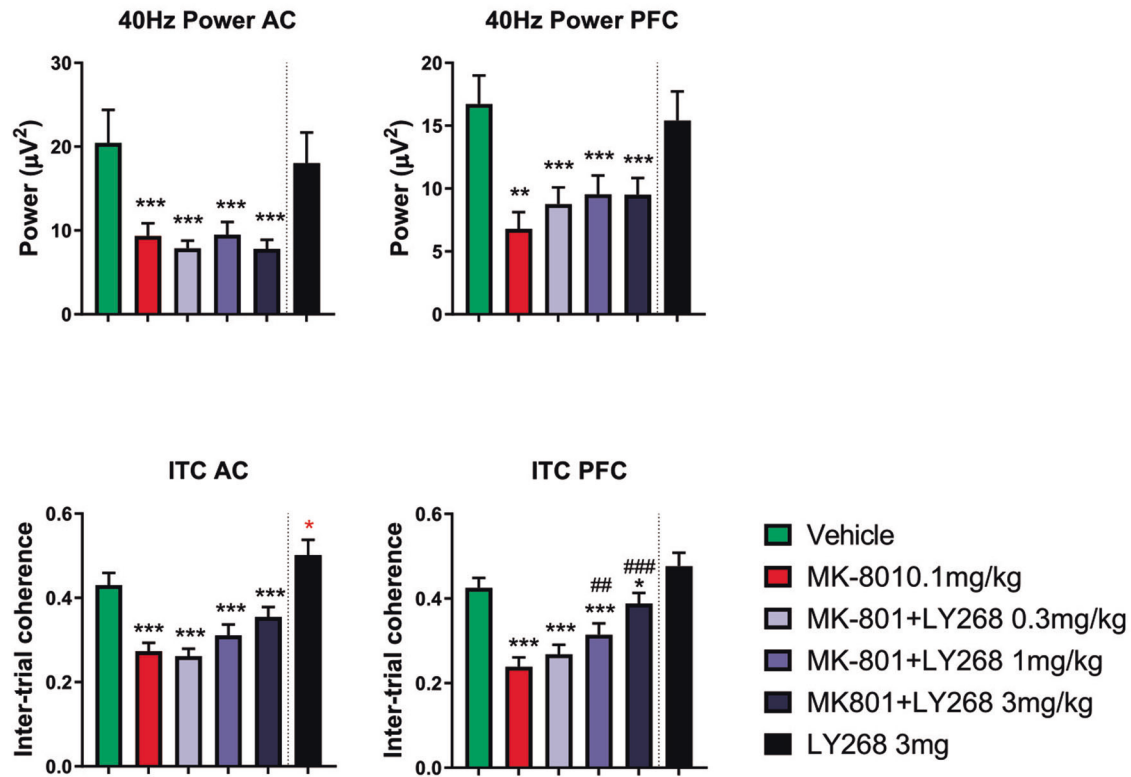 40Hz Power AC
Power (µV²)
30
20
10
0
***
***
***
***
40Hz Power PFC
Power (µV²)
20
15
10
5
0
**
***
***
***
ITC AC
Inter-trial coherence
0.6
0.4
0.2
0.0
***
***
***
***
*
ITC PFC
Inter-trial coherence
0.6
0.4
0.2
0.0
***
***
##
***
###
*
Vehicle
MK-8010.1mg/kg
MK-801+LY268 0.3mg/kg
MK-801+LY268 1mg/kg
MK801+LY268 3mg/kg
LY268 3mg